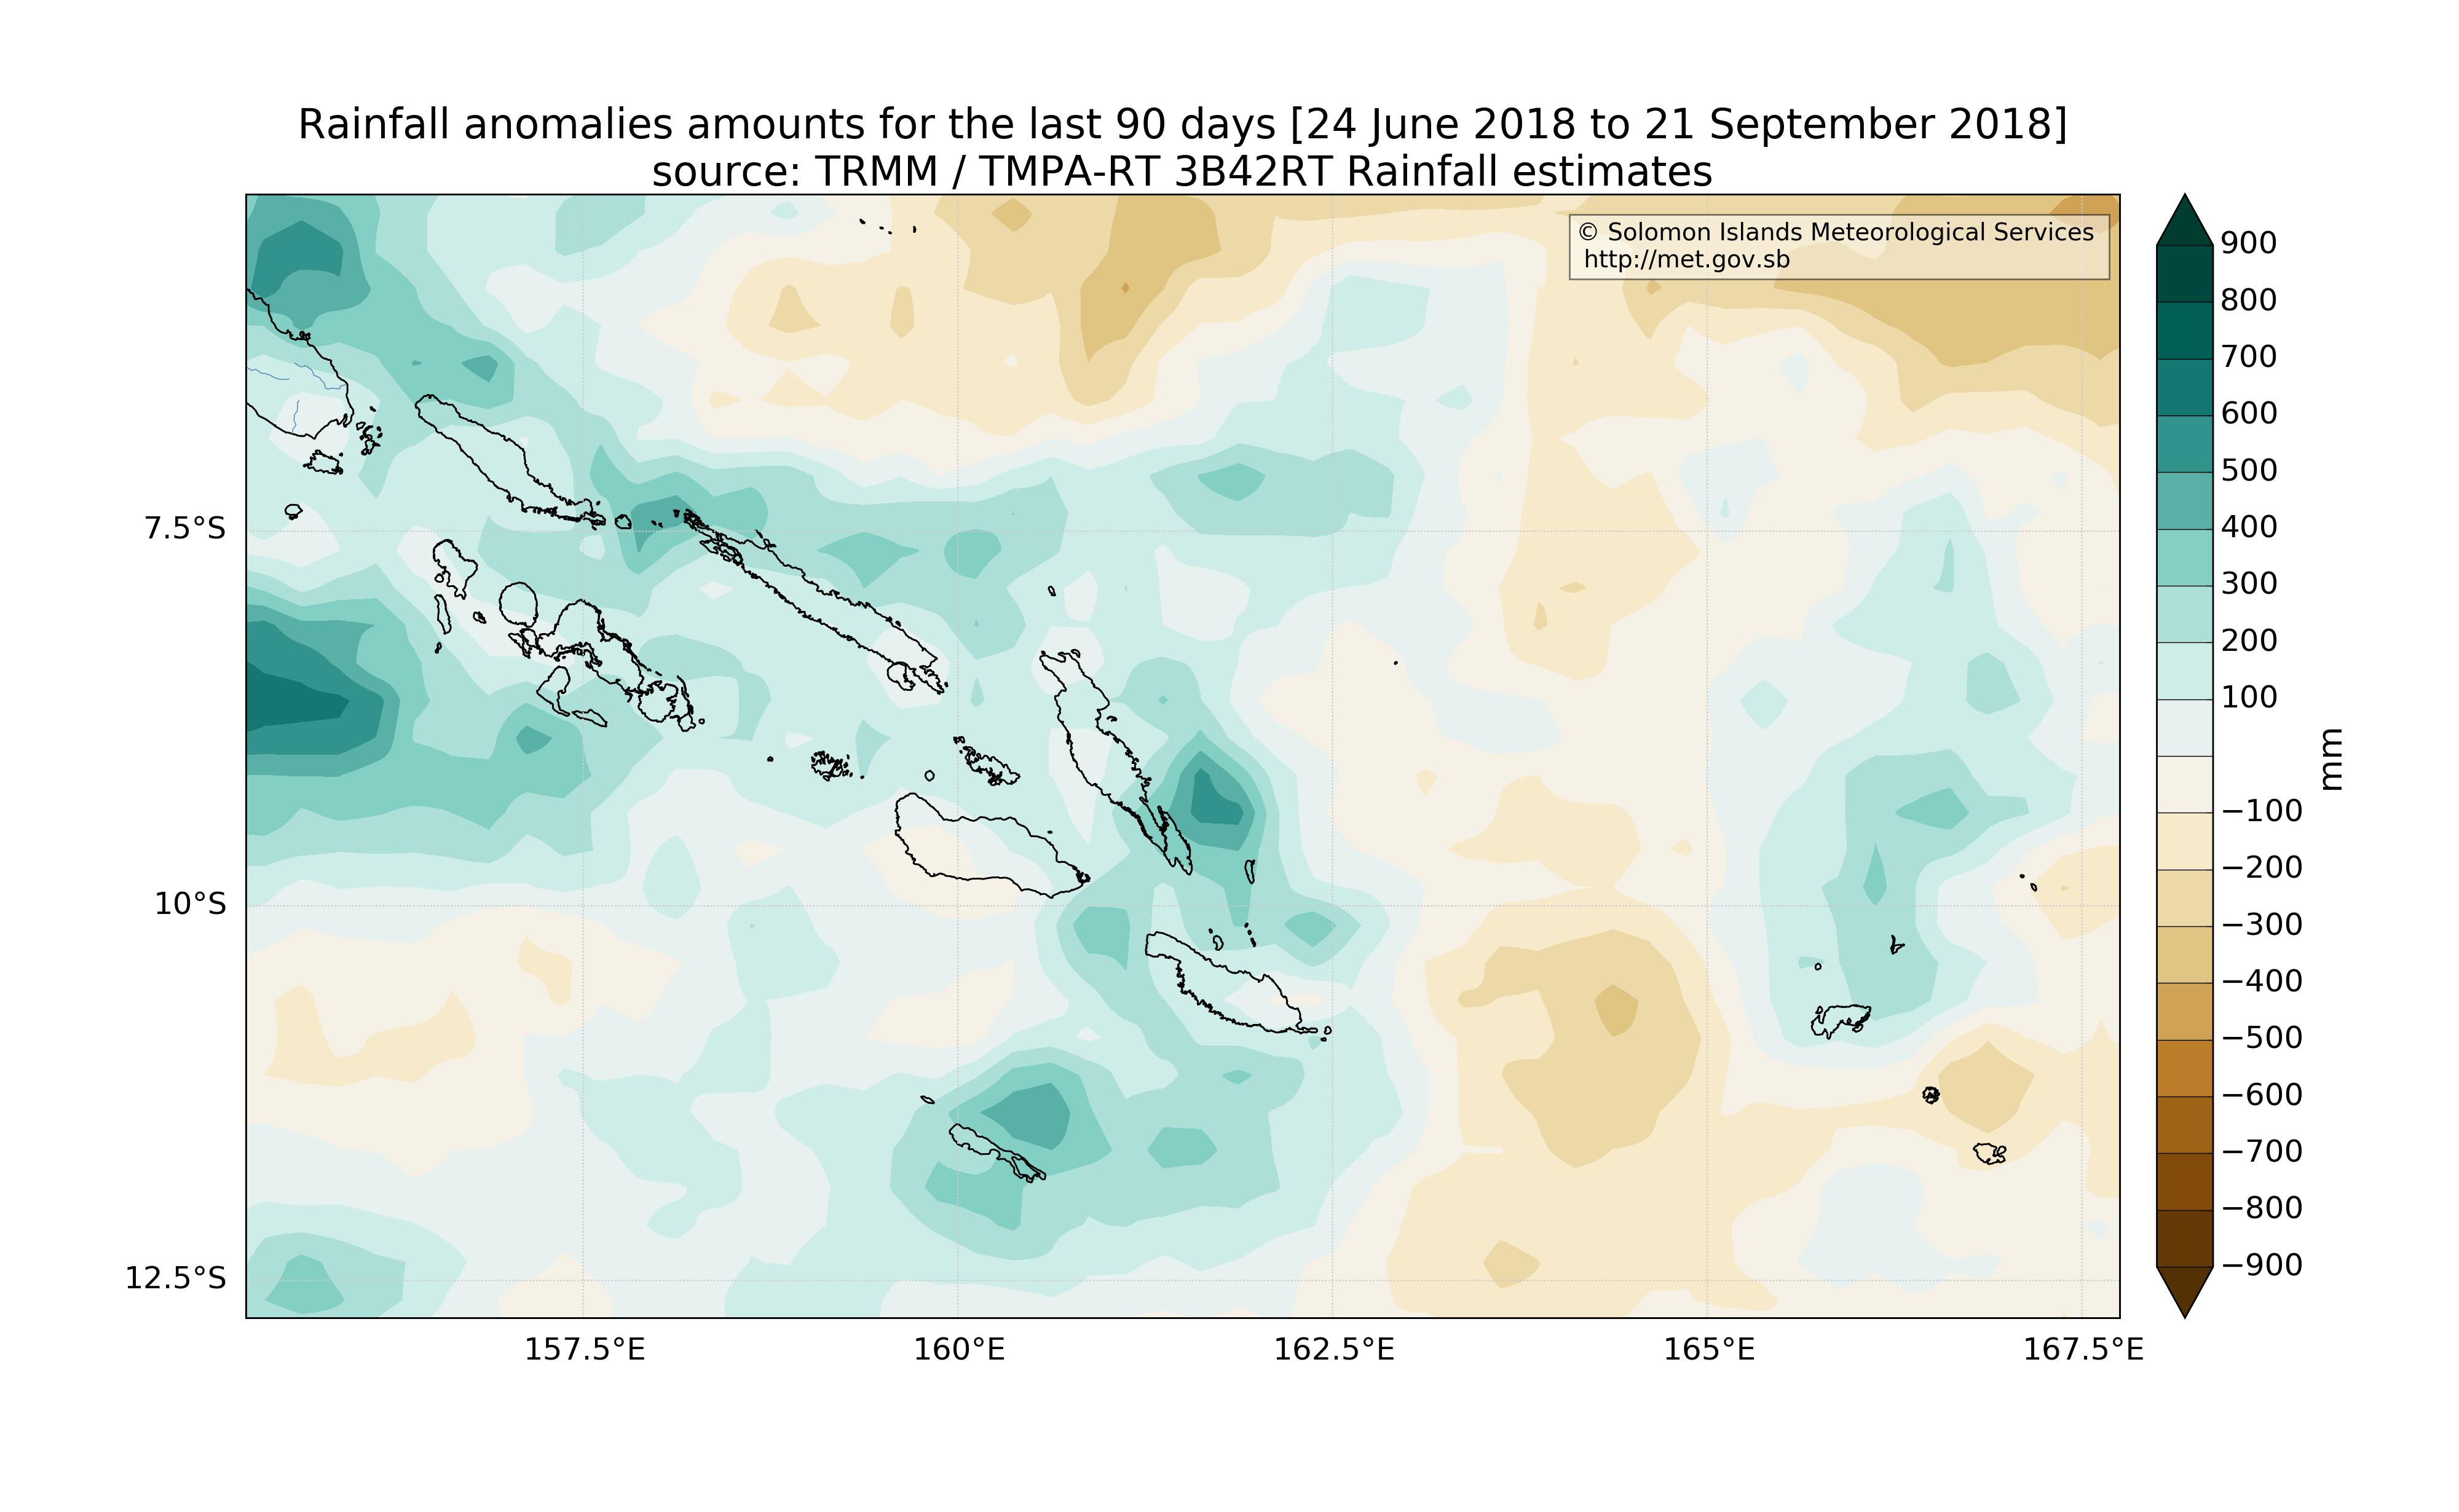 Rainfall anomalies amounts for the last 90 days [24 June 2018 to 21 September 2018]
source: TRMM / TMPA-RT 3B42RT Rainfall estimates
© Solomon Islands Meteorological Services
http://met.gov.sb
7.5°S
10°S
12.5°S
157.5°E
160°E
162.5°E
165°E
167.5°E
900
800
700
600
500
400
300
200
100
−100
−200
−300
−400
−500
−600
−700
−800
−900
mm